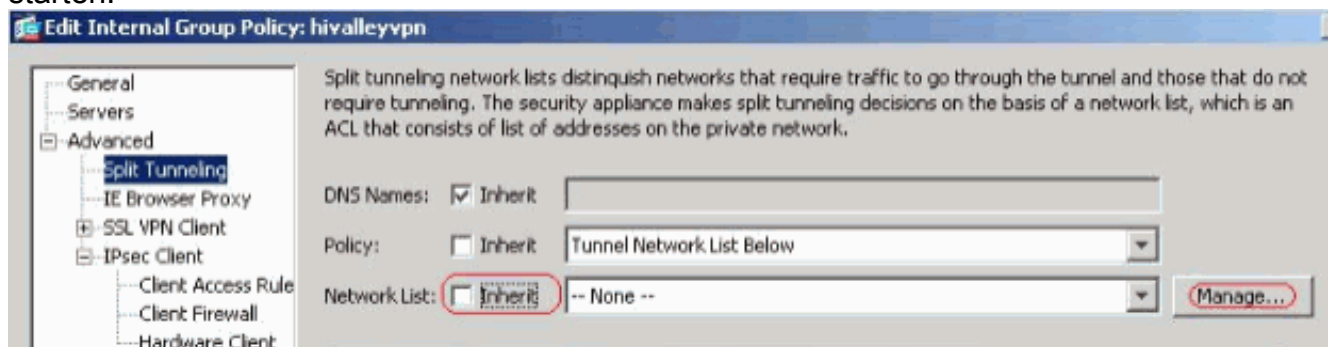 starten.
Edit Internal Group Policy: hivalleyvpn
General
Servers
Advanced
Split Tunneling
IE Browser Proxy
SSL VPN Client
IPsec Client
Client Access Rule
Client Firewall
Hardware Client
Split tunneling network lists distinquish networks that require traffic to go through the tunnel and those that do not
require tunneling. The security appliance makes split tunneling decisions on the basis of a network list, which is an
ACL that consists of list of addresses on the private network.
DNS Names: Inherit
Policy: Inherit Tunnel Network List Below
Network List: Inherit -- None -- Manage...